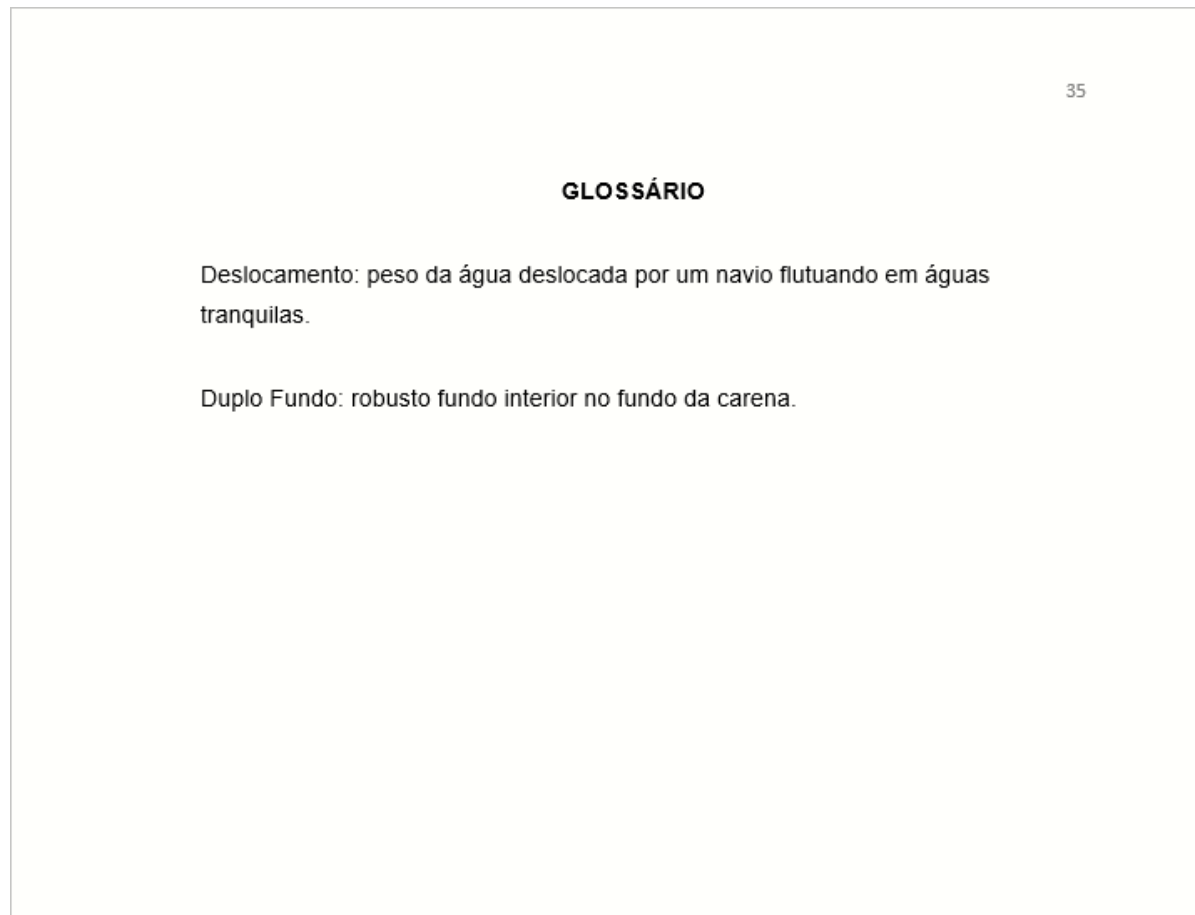 35
GLOSSÁRIO
Deslocamento: peso da água deslocada por um navio flutuando em águas
tranquilas.
Duplo Fundo: robusto fundo interior no fundo da carena.